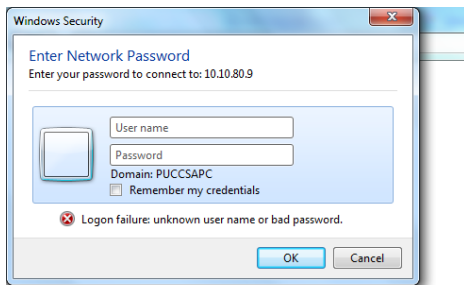 Windows Security
Enter Network Password
Enter your password to connect to: 10.10.80.9
User name
Password
Domain: PUCCSAPC
Remember my credentials
Logon failure: unknown user name or bad password.
OK
Cancel